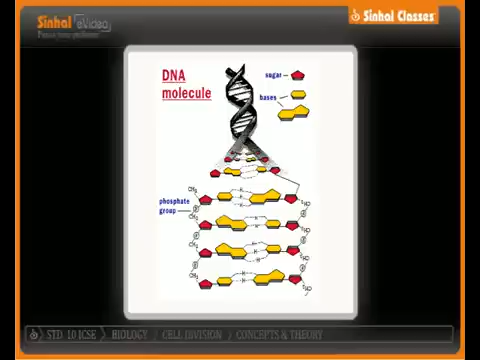 Sinhal eVideo
Sinhal Classes
DNA
molecule
sugar
bases
phosphate
group
STD 10 ICSE
BIOLOGY
/ CELL DIVISION
/ CONCEPTS & THEORY